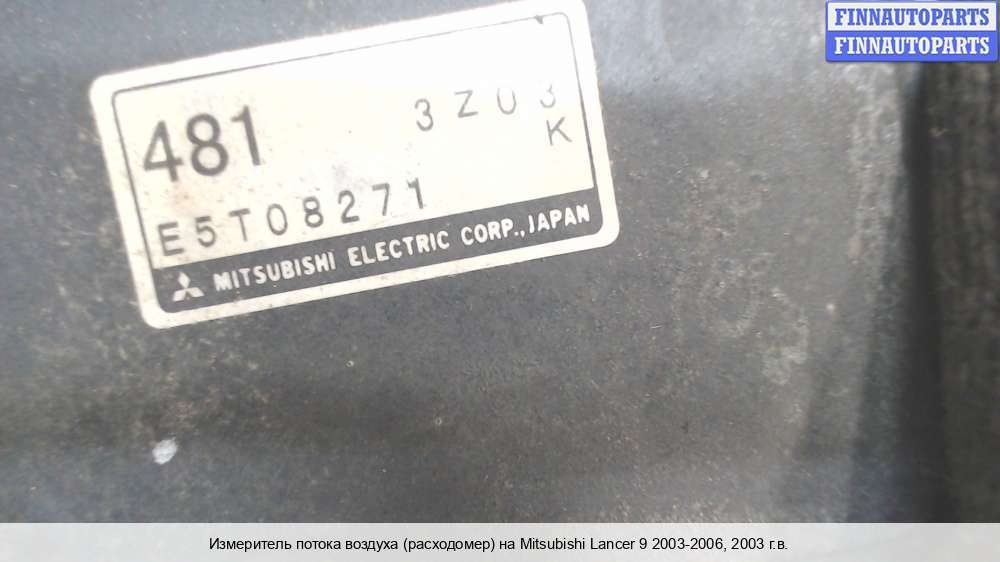 FINNAUTOPARTS
FINNAUTOPARTS
481 3Z03
K
E5T08271
MITSUBISHI ELECTRIC CORP., JAPAN
Измеритель потока воздуха (расходомер) на Mitsubishi Lancer 9 2003-2006, 2003 г.в.